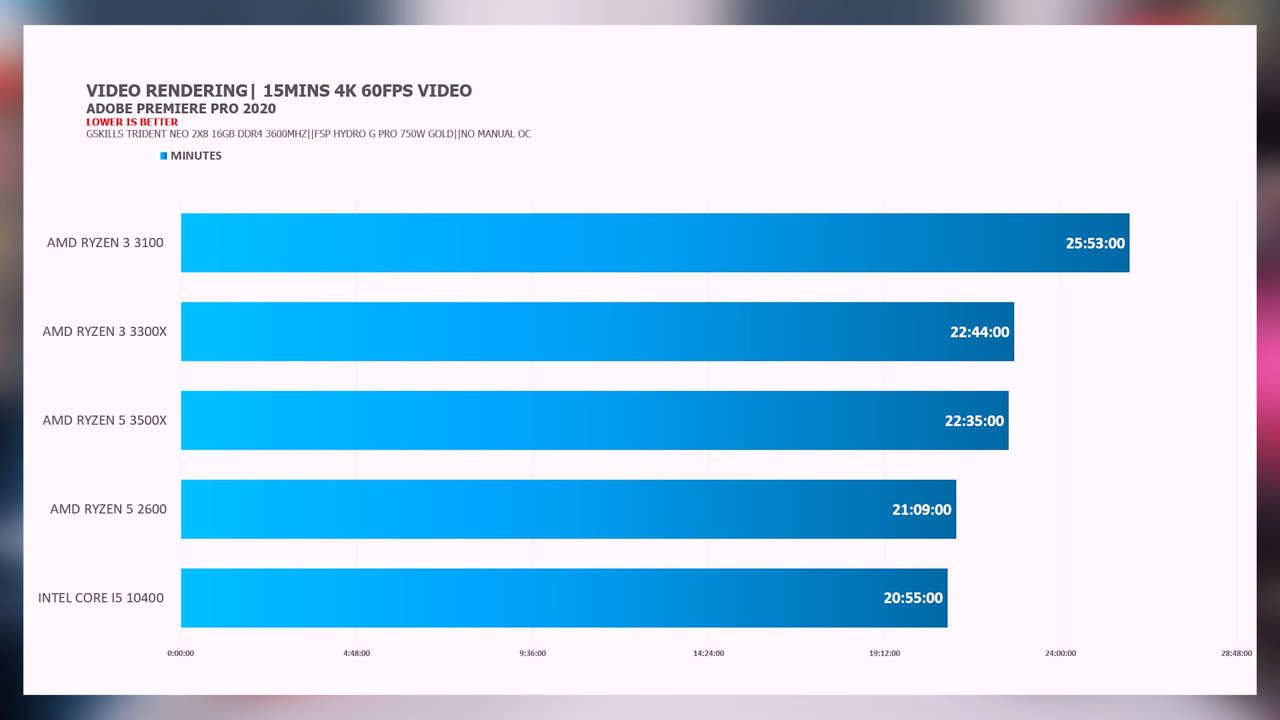 VIDEO RENDERING| 15MINS 4K 60FPS VIDEO
ADOBE PREMIERE PRO 2020
LOWER IS BETTER
GSKILLS TRIDENT NEO 2X8 16GB DDR4 3600MHZ||FSP HYDRO G PRO 750W GOLD||NO MANUAL OC
MINUTES
AMD RYZEN 3 3100 25:53:00
AMD RYZEN 3 3300X 22:44:00
AMD RYZEN 5 3500X 22:35:00
AMD RYZEN 5 2600 21:09:00
INTEL CORE I5 10400 20:55:00
0:00:00 4:48:00 9:36:00 14:24:00 19:12:00 24:00:00 28:48:00